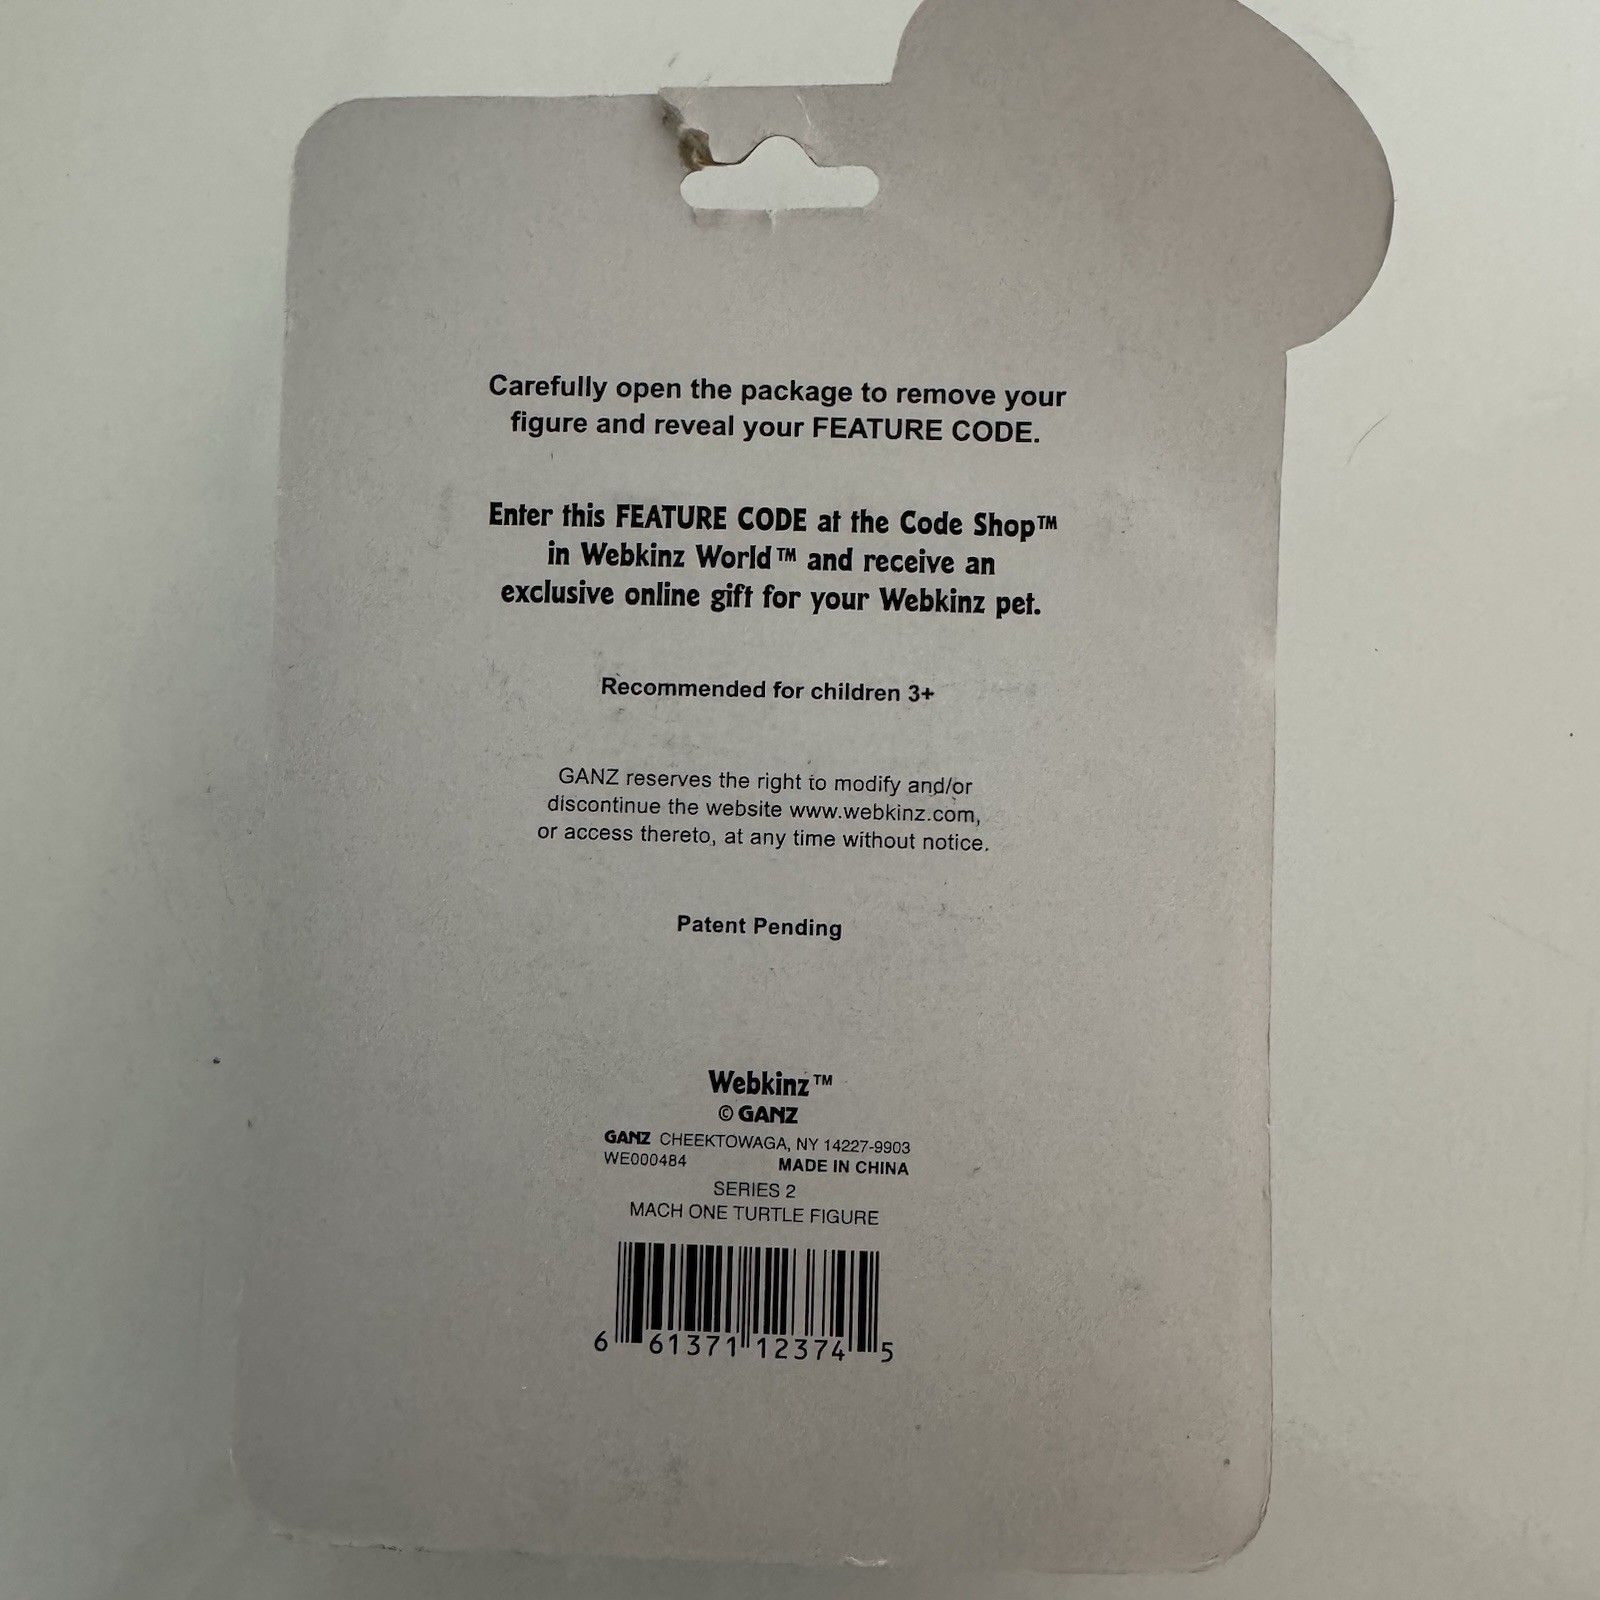 Carefully open the package to remove your
figure and reveal your FEATURE CODE.
Enter this FEATURE CODE at the Code Shop™
in Webkinz World™ and receive an
exclusive online gift for your Webkinz pet.
Recommended for children 3+
GANZ reserves the right to modify and/or
discontinue the website www.webkinz.com,
or access thereto, at any time without notice.
Patent Pending
Webkinz™
© GANZ
GANZ CHEEKTOWAGA, NY 14227-9903
WE000484 MADE IN CHINA
SERIES 2
MACH ONE TURTLE FIGURE
6 61371 12374 5